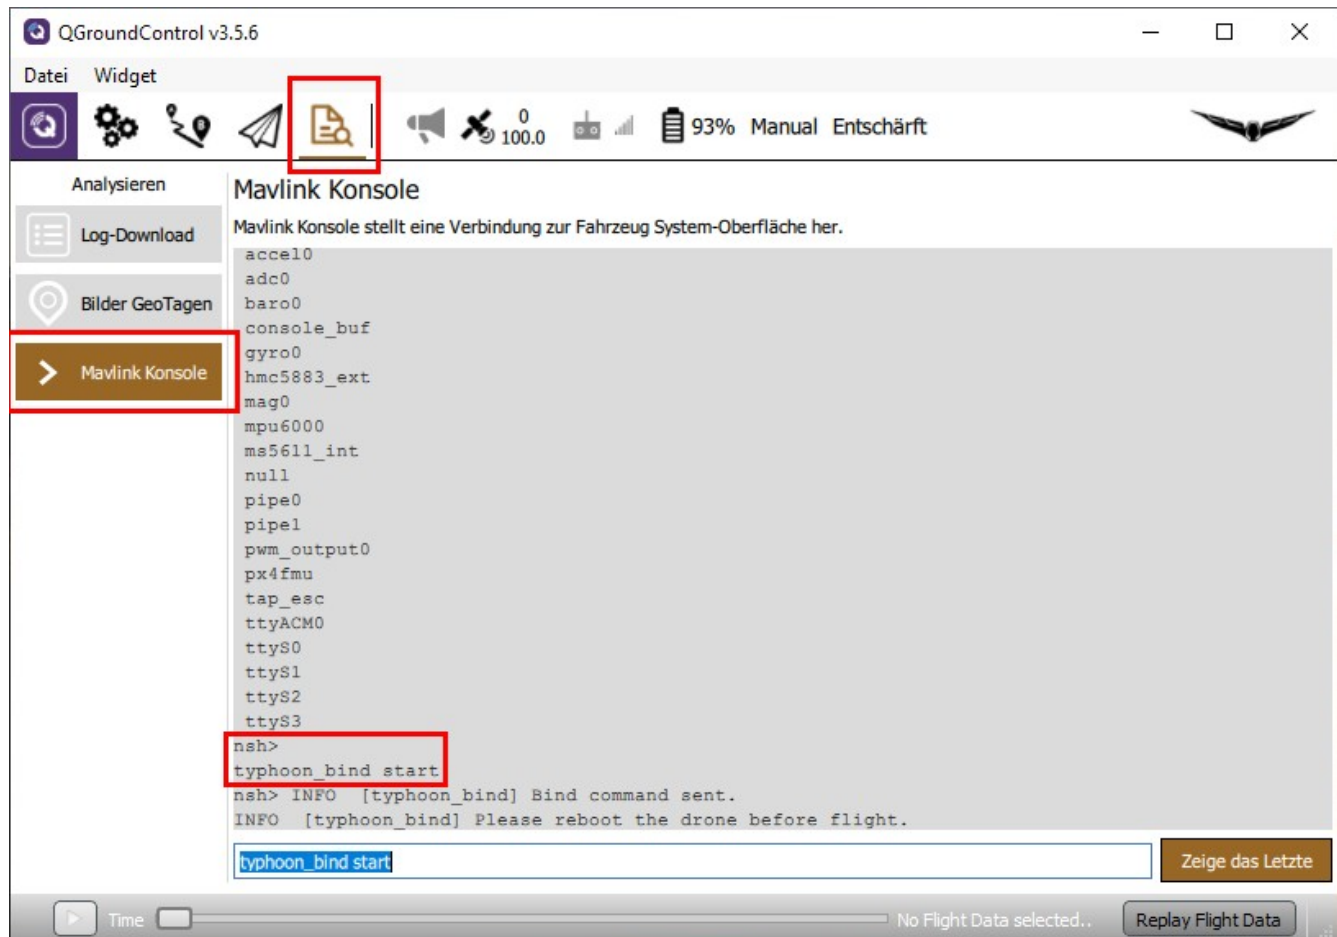 QGroundControl v3.5.6
Datei Widget
0
100.0
93% Manual Entschärft
Analysieren
Log-Download
Bilder GeoTagen
Mavlink Konsole
Mavlink Konsole
Mavlink Konsole stellt eine Verbindung zur Fahrzeug System-Oberfläche her.
accel0
adc0
baro0
console_buf
gyro0
hmc5883_ext
mag0
mpu6000
ms5611_int
null
pipe0
pipe1
pwm_output0
px4fmu
tap_esc
ttyACM0
ttyS0
ttyS1
ttyS2
ttyS3
nsh>
typhoon_bind start
nsh> INFO [typhoon_bind] Bind command sent.
INFO [typhoon_bind] Please reboot the drone before flight.
typhoon_bind start
Zeige das Letzte
Time
No Flight Data selected..
Replay Flight Data